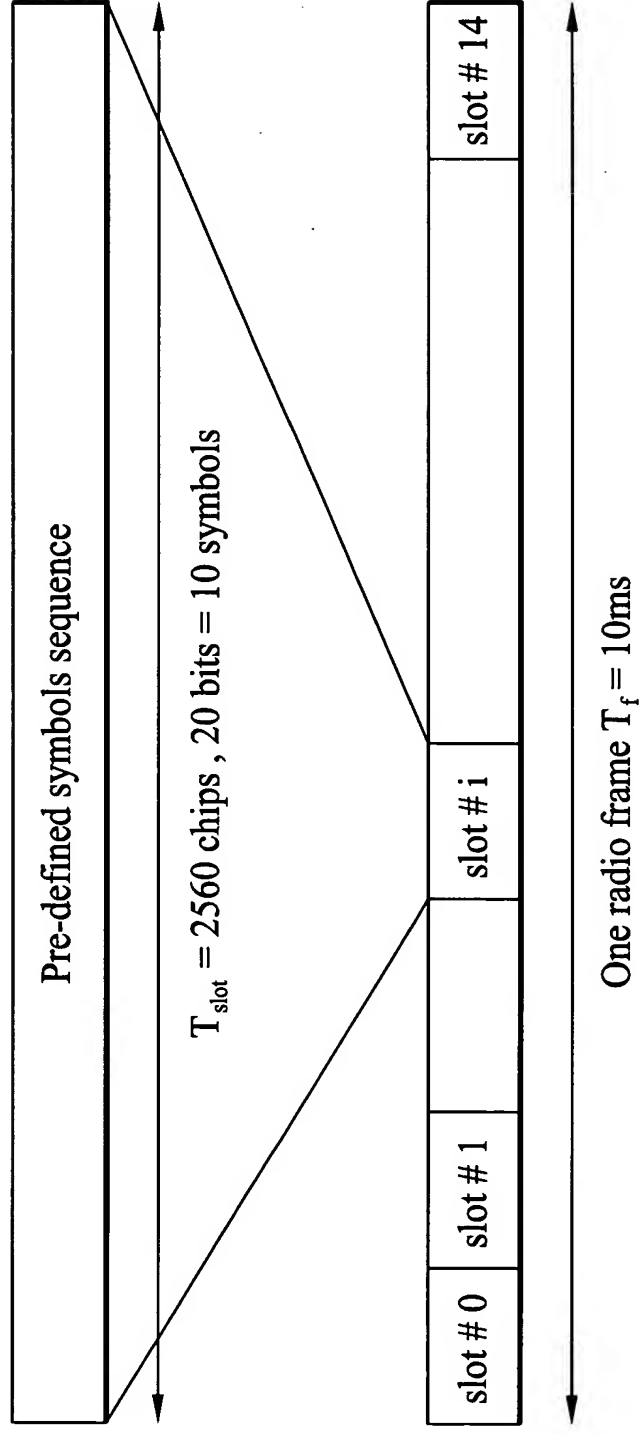 Pre-defined symbols sequence
T_slot = 2560 chips , 20 bits = 10 symbols
slot # 0 slot # 1 slot # i slot # 14
One radio frame T_f = 10ms